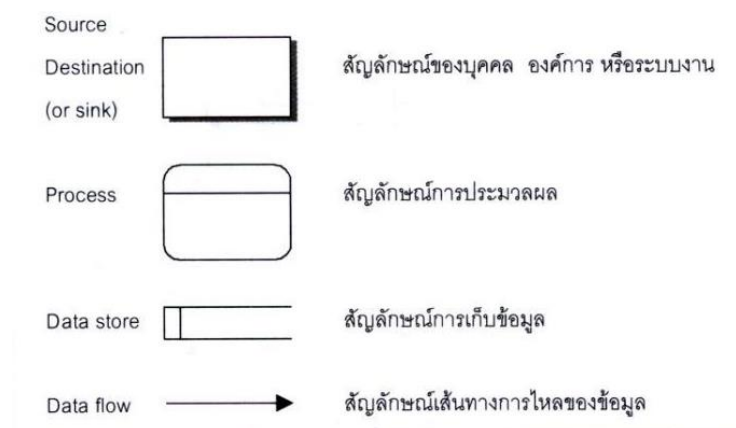 Source
Destination
(or sink)
สัญลักษณ์ของบุคคล องค์การ หรือระบบงาน
Process
สัญลักษณ์การประมวลผล
Data store
สัญลักษณ์การเก็บข้อมูล
Data flow
สัญลักษณ์เส้นทางการไหลของข้อมูล